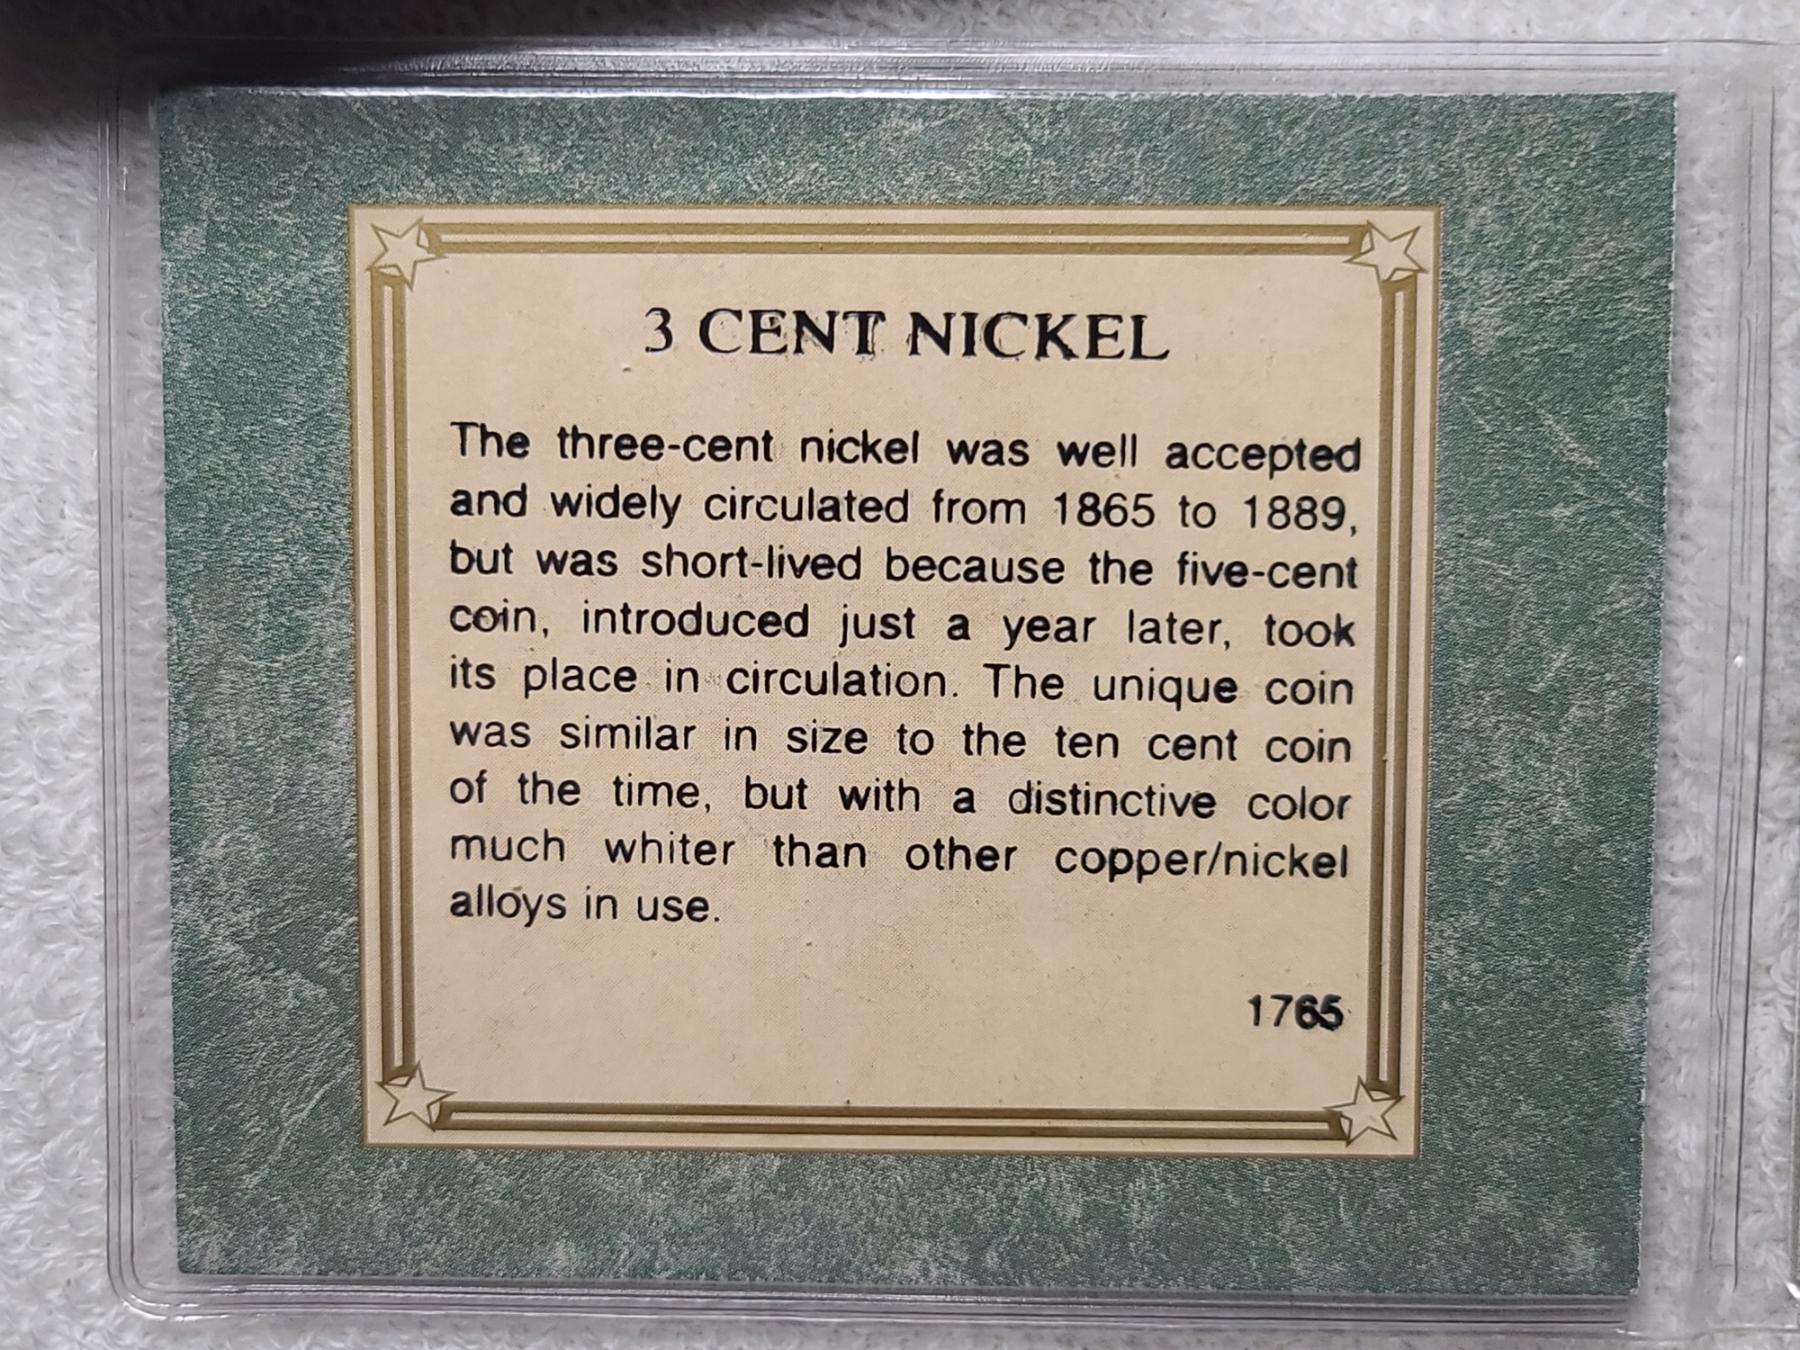 3 CENT NICKEL
The three-cent nickel was well accepted
and widely circulated from 1865 to 1889,
but was short-lived because the five-cent
coin, introduced just a year later, took
its place in circulation. The unique coin
was similar in size to the ten cent coin
of the time, but with a distinctive color
much whiter than other copper/nickel
alloys in use.
1765